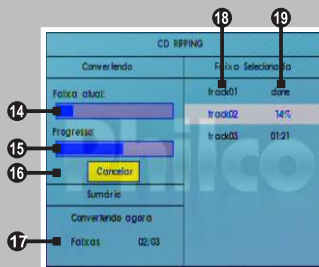 18
19
CD RIPPING
Convertendo
Faixa Selecionada
Faixa atual:
track01 done
14
track02 14%
Progresso:
track03 01:21
15
16
Cancelar
Philco
Sumário
Convertendo agora
17
Faixas 02/03